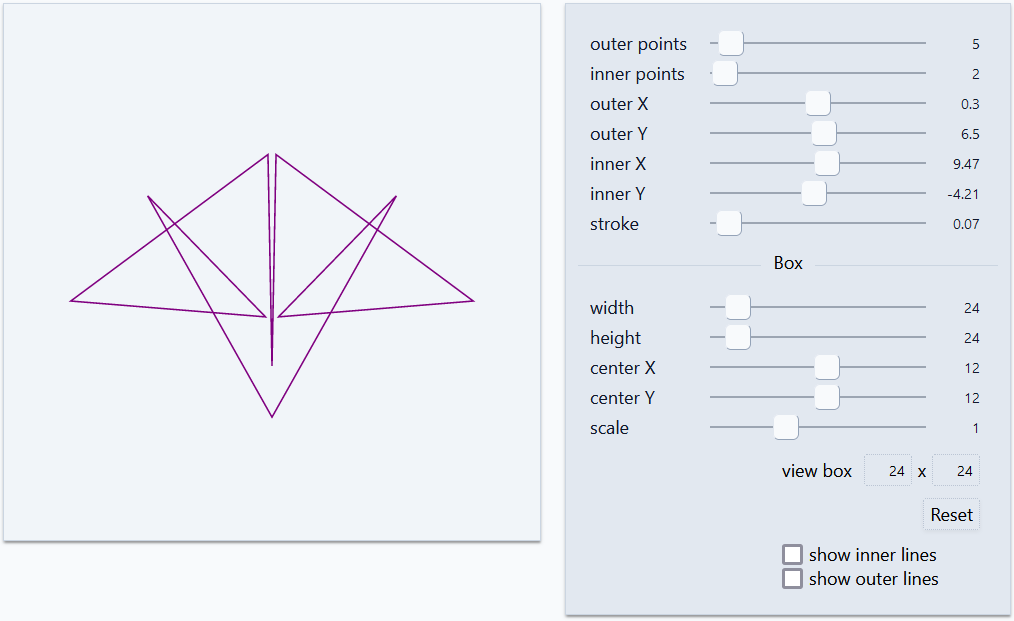 outer points 5
inner points 2
outer X 0.3
outer Y 6.5
inner X 9.47
inner Y -4.21
stroke 0.07
Box
width 24
height 24
center X 12
center Y 12
scale 1
view box 24 x 24
Reset
show inner lines
show outer lines